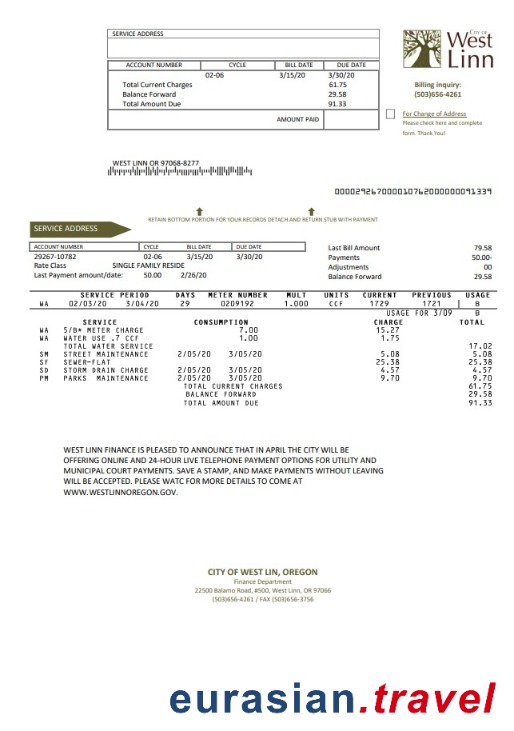 SERVICE ADDRESS
CITY OF
West
Linn
ACCOUNT NUMBER CYCLE BILL DATE DUE DATE
02-06 3/15/20 3/30/20
Total Current Charges 61.75
Balance Forward 29.58
Total Amount Due 91.33
AMOUNT PAID
Billing inquiry:
(503)656-4261
For Change of Address
Please check here and complete
form. Thank You!
WEST LINN OR 97068-8277
0000292670000107620000000091339
RETAIN BOTTOM PORTION FOR YOUR RECORDS DETACH AND RETURN STUB WITH PAYMENT
SERVICE ADDRESS
ACCOUNT NUMBER CYCLE BILL DATE DUE DATE
29267-10782 02-06 3/15/20 3/30/20
Rate Class SINGLE FAMILY RESIDE
Last Payment amount/date: 50.00 2/26/20
Last Bill Amount 79.58
Payments 50.00-
Adjustments 00
Balance Forward 29.58
SERVICE PERIOD DAYS METER NUMBER MULT UNITS CURRENT PREVIOUS USAGE
WA 02/03/20 3/04/20 29 0209192 1.000 CCF 1729 1721 8
USAGE FOR 3/09 8
SERVICE CONSUMPTION CHARGE TOTAL
WA 5/8* METER CHARGE 7.00 15.27
WA WATER USE .7 CCF 1.00 1.75
TOTAL WATER SERVICE 17.02
SM STREET MAINTENANCE 2/05/20 3/05/20 5.08 5.08
SF SEWER-FLAT 25.38 25.38
SD STORM DRAIN CHARGE 2/05/20 3/05/20 4.57 4.57
PM PARKS MAINTENANCE 2/05/20 3/05/20 9.70 9.70
TOTAL CURRENT CHARGES 61.75
BALANCE FORWARD 29.58
TOTAL AMOUNT DUE 91.33
WEST LINN FINANCE IS PLEASED TO ANNOUNCE THAT IN APRIL THE CITY WILL BE
OFFERING ONLINE AND 24-HOUR LIVE TELEPHONE PAYMENT OPTIONS FOR UTILITY AND
MUNICIPAL COURT PAYMENTS. SAVE A STAMP, AND MAKE PAYMENTS WITHOUT LEAVING
WILL BE ACCEPTED. PLEASE WATC FOR MORE DETAILS TO COME AT
WWW.WESTLINNOREGON.GOV.
CITY OF WEST LIN, OREGON
Finance Department
22500 Balamo Road, #500, West Linn, OR 97066
(503)656-4261 / FAX (503)656-3756
eurasian.travel